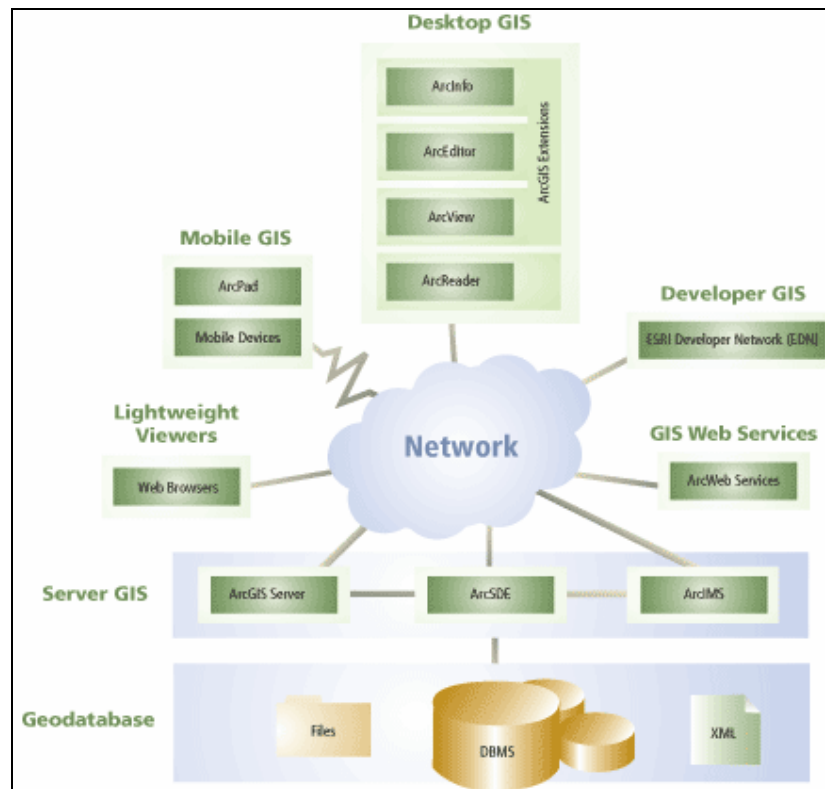 Desktop GIS
ArcInfo
ArcEditor
ArcView
ArcReader
ArcGIS Extensions
Mobile GIS
ArcPad
Mobile Devices
Developer GIS
ESRI Developer Network (EDN)
Lightweight
Viewers
Web Browsers
Network
GIS Web Services
ArcWeb Services
Server GIS
ArcGIS Server
ArcSDE
ArcIMS
Geodatabase
Files
DBMS
XML